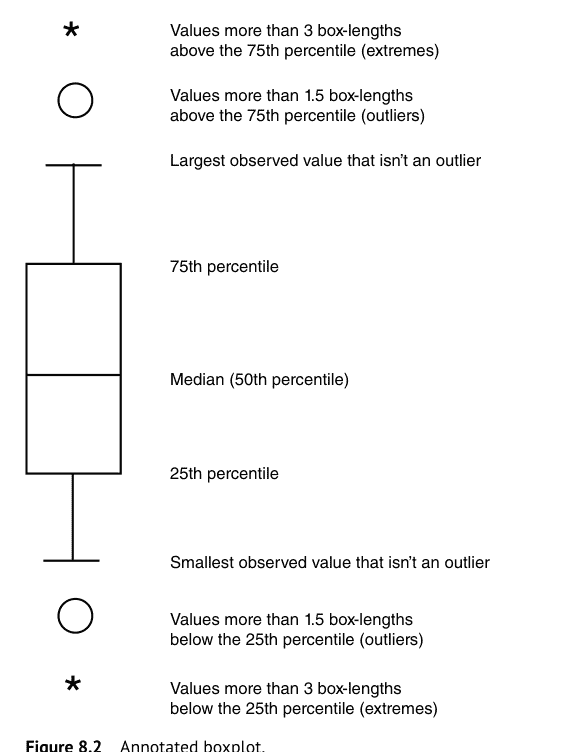 Values more than 3 box-lengths
above the 75th percentile (extremes)
Values more than 1.5 box-lengths
above the 75th percentile (outliers)
Largest observed value that isn't an outlier
75th percentile
Median (50th percentile)
25th percentile
Smallest observed value that isn't an outlier
Values more than 1.5 box-lengths
below the 25th percentile (outliers)
Values more than 3 box-lengths
below the 25th percentile (extremes)
Figure 8.2 Annotated boxplot.